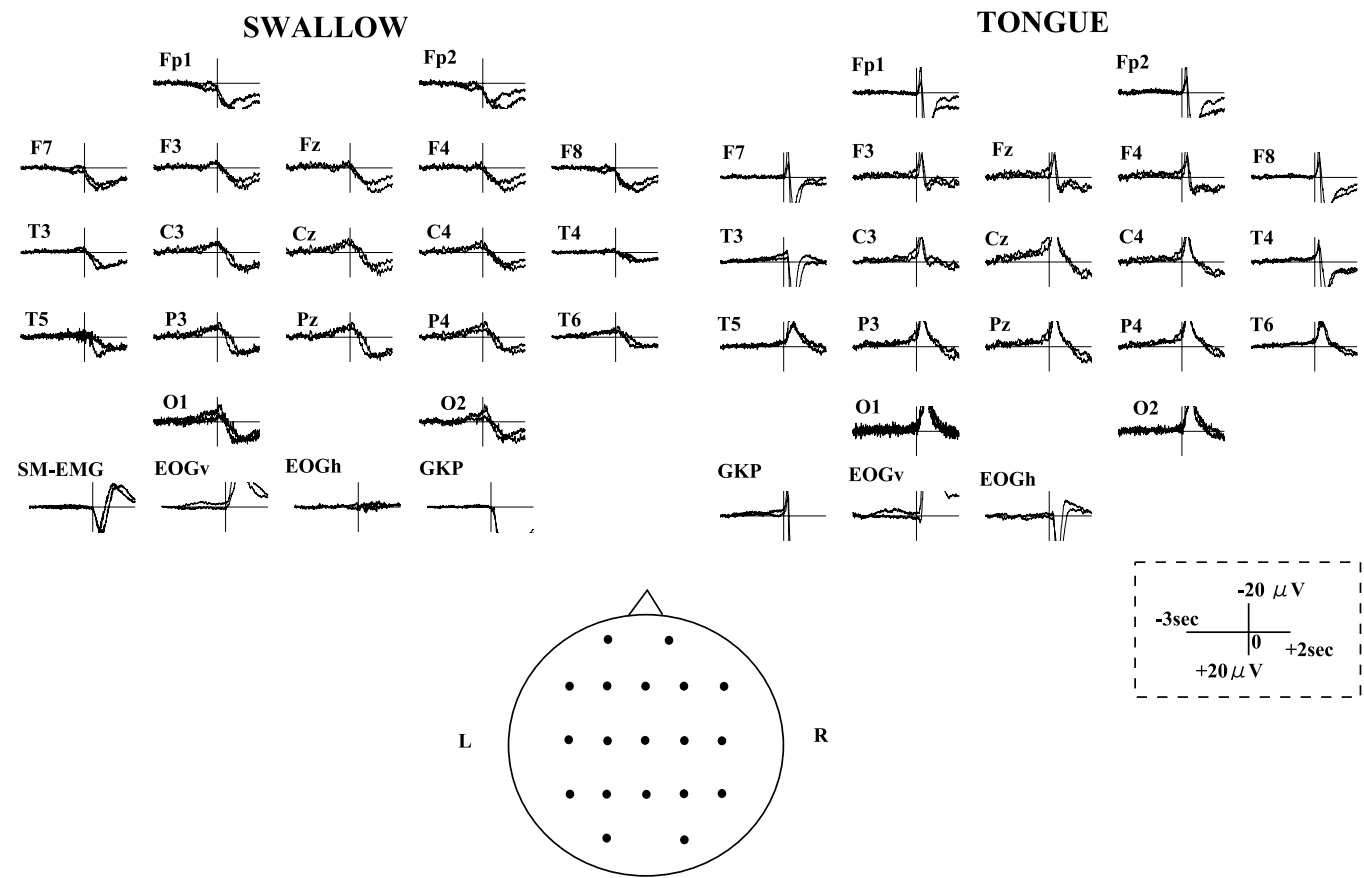 SWALLOW
TONGUE
Fp1 Fp2
Fp1 Fp2
F7 F3 Fz F4 F8
F7 F3 Fz F4 F8
T3 C3 Cz C4 T4
T3 C3 Cz C4 T4
T5 P3 Pz P4 T6
T5 P3 Pz P4 T6
O1 O2
O1 O2
SM-EMG EOGv EOGh GKP
GKP EOGv EOGh
-20 μV
-3sec
0
+2sec
+20 μV
L
R